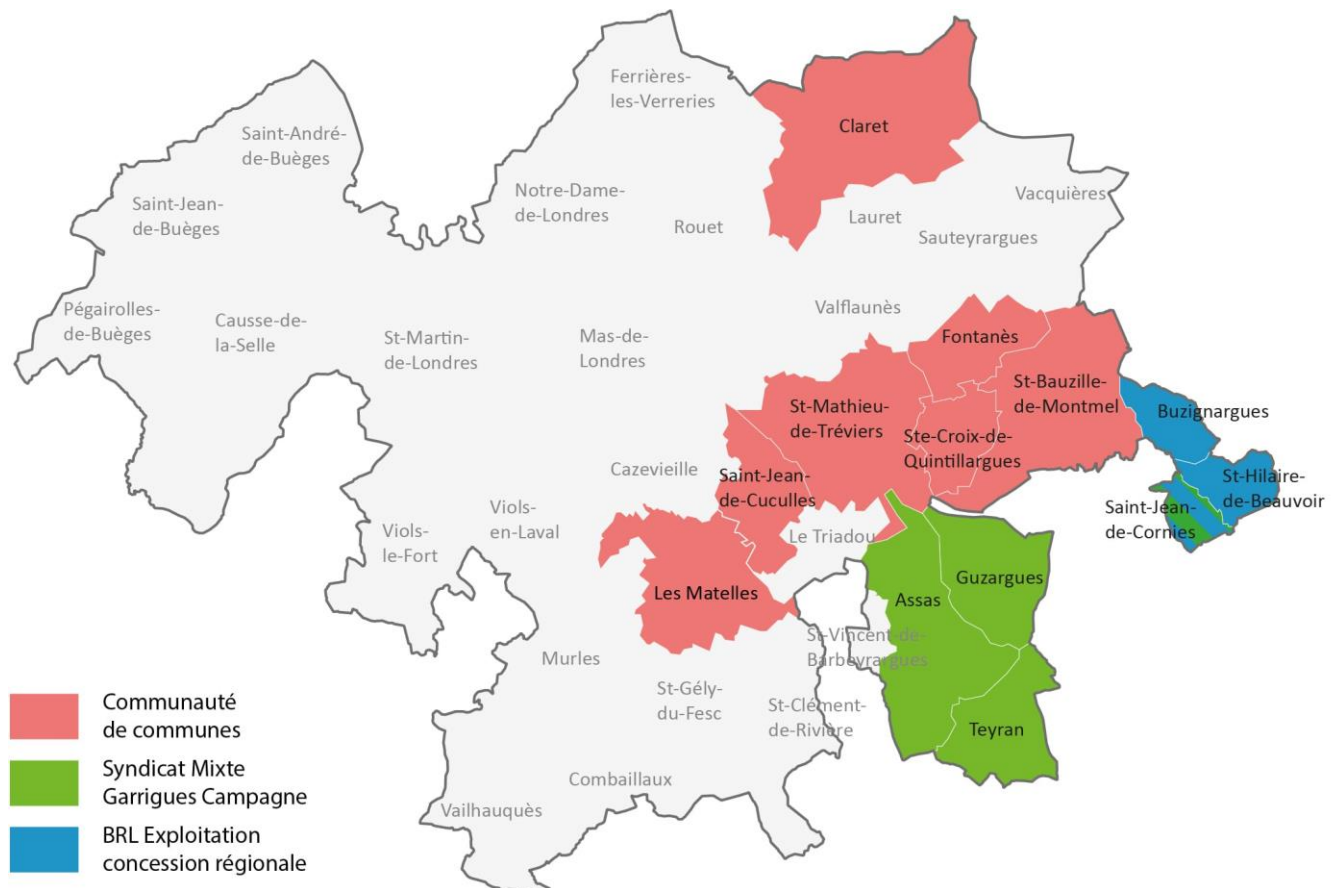 Ferrières-
les-Verreries
Claret
Saint-André-
de-Buèges
Saint-Jean-
de-Buèges
Notre-Dame-
de-Londres
Rouet
Lauret
Vacquières
Sauteyrargues
Pégairolles-
de-Buèges
Causse-de-
la-Selle
St-Martin-
de-Londres
Mas-de-
Londres
Valflaunès
Fontanès
St-Bauzille-
de-Montmel
St-Mathieu-
de-Tréviers
Ste-Croix-de-
Quintillargues
Buzignargues
Cazevieille
Saint-Jean-
de-Cuculles
St-Hilaire-
de-Beauvoir
Saint-Jean-
de-Cornies
Viols-
en-Laval
Viols-
le-Fort
Le Triadou
Les Matelles
Assas
Guzargues
St-Vincent-de-
Barbeyrargues
Murles
St-Gély-
du-Fesc
St-Clément-
de-Rivière
Teyran
Combaillaux
Vailhauquès
Communauté
de communes
Syndicat Mixte
Garrigues Campagne
BRL Exploitation
concession régionale